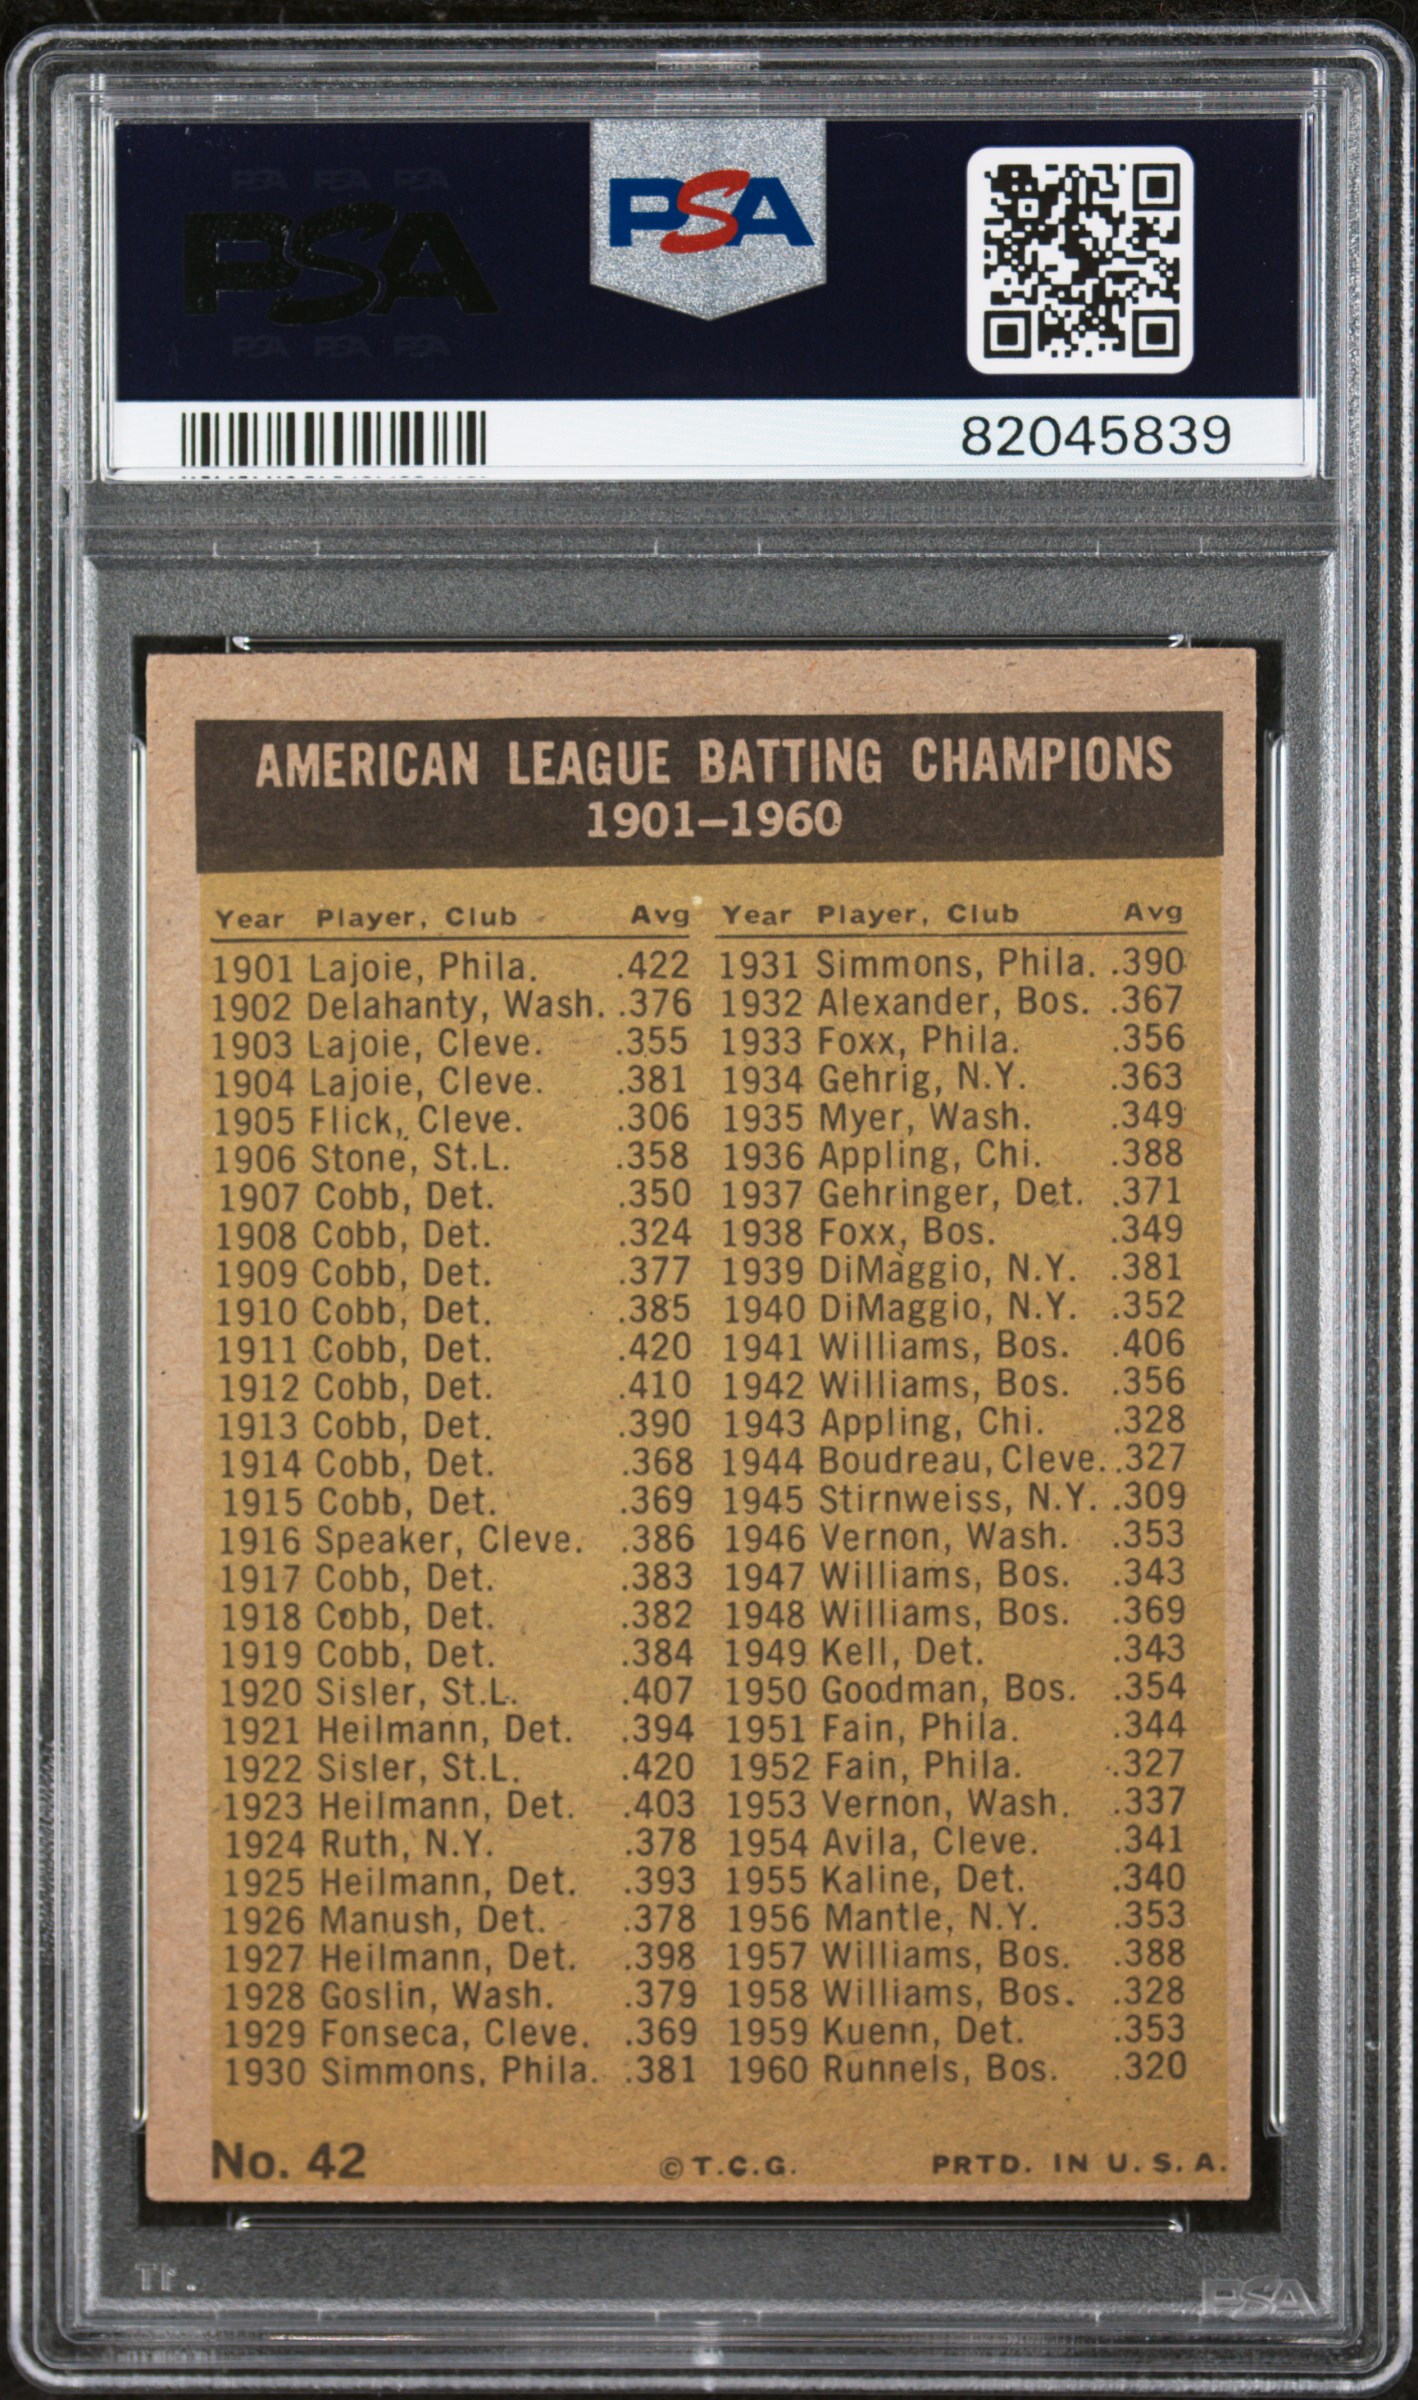 PSA PSA PSA
PSA
PSA PSA PSA
PSA
82045839
AMERICAN LEAGUE BATTING CHAMPIONS
1901–1960
Year Player, Club Avg Year Player, Club Avg
1901 Lajoie, Phila. .422 1931 Simmons, Phila. .390
1902 Delahanty, Wash. .376 1932 Alexander, Bos. .367
1903 Lajoie, Cleve. .355 1933 Foxx, Phila. .356
1904 Lajoie, Cleve. .381 1934 Gehrig, N.Y. .363
1905 Flick, Cleve. .306 1935 Myer, Wash. .349
1906 Stone, St.L. .358 1936 Appling, Chi. .388
1907 Cobb, Det. .350 1937 Gehringer, Det. .371
1908 Cobb, Det. .324 1938 Foxx, Bos. .349
1909 Cobb, Det. .377 1939 DiMaggio, N.Y. .381
1910 Cobb, Det. .385 1940 DiMaggio, N.Y. .352
1911 Cobb, Det. .420 1941 Williams, Bos. .406
1912 Cobb, Det. .410 1942 Williams, Bos. .356
1913 Cobb, Det. .390 1943 Appling, Chi. .328
1914 Cobb, Det. .368 1944 Boudreau, Cleve. .327
1915 Cobb, Det. .369 1945 Stirnweiss, N.Y. .309
1916 Speaker, Cleve. .386 1946 Vernon, Wash. .353
1917 Cobb, Det. .383 1947 Williams, Bos. .343
1918 Cobb, Det. .382 1948 Williams, Bos. .369
1919 Cobb, Det. .384 1949 Kell, Det. .343
1920 Sisler, St.L. .407 1950 Goodman, Bos. .354
1921 Heilmann, Det. .394 1951 Fain, Phila. .344
1922 Sisler, St.L. .420 1952 Fain, Phila. .327
1923 Heilmann, Det. .403 1953 Vernon, Wash. .337
1924 Ruth, N.Y. .378 1954 Avila, Cleve. .341
1925 Heilmann, Det. .393 1955 Kaline, Det. .340
1926 Manush, Det. .378 1956 Mantle, N.Y. .353
1927 Heilmann, Det. .398 1957 Williams, Bos. .388
1928 Goslin, Wash. .379 1958 Williams, Bos. .328
1929 Fonseca, Cleve. .369 1959 Kuenn, Det. .353
1930 Simmons, Phila. .381 1960 Runnels, Bos. .320
No. 42 ©T.C.G. PRTD. IN U.S.A.
PSA